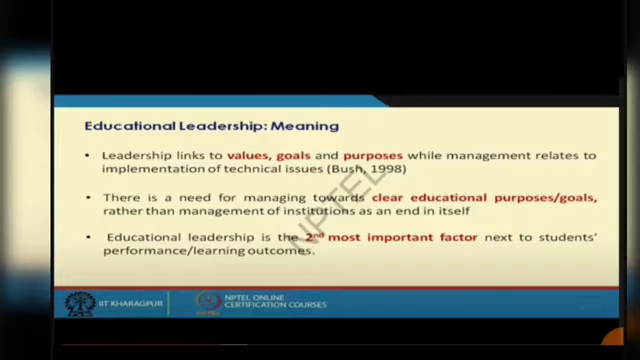 Educational Leadership: Meaning
• Leadership links to values, goals and purposes while management relates to
implementation of technical issues (Bush, 1998)
• There is a need for managing towards clear educational purposes/goals,
rather than management of institutions as an end in itself
• Educational leadership is the 2nd most important factor next to students'
performance/learning outcomes.
NPTEL
IIT KHARAGPUR
NPTEL ONLINE
CERTIFICATION COURSES